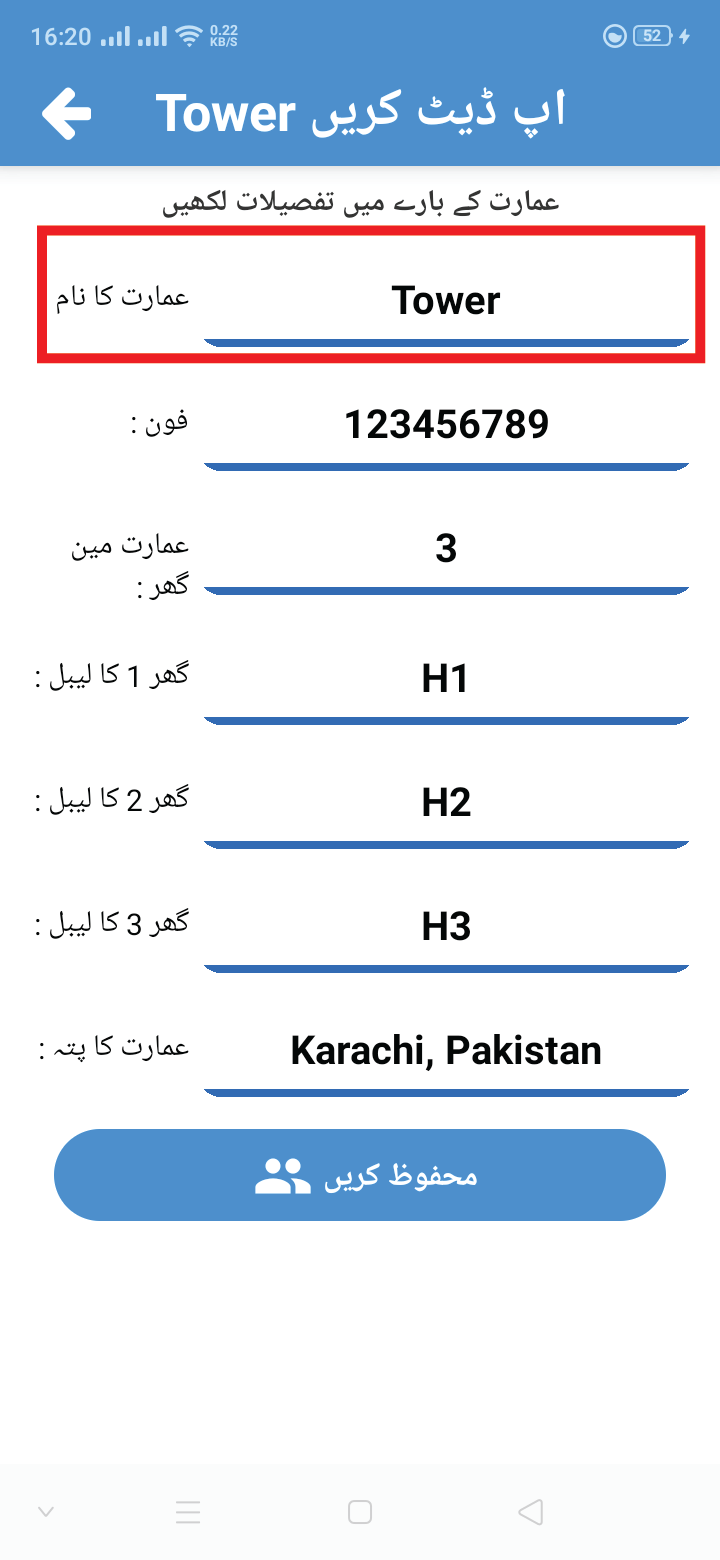 16:20 0.22 KB/S 52
اپ ڈیٹ کریں Tower
عمارت کے بارے میں تفصیلات لکھیں
عمارت کا نام Tower
فون : 123456789
عمارت مین گھر : 3
گھر 1 کا لیبل : H1
گھر 2 کا لیبل : H2
گھر 3 کا لیبل : H3
عمارت کا پتہ : Karachi, Pakistan
محفوظ کریں